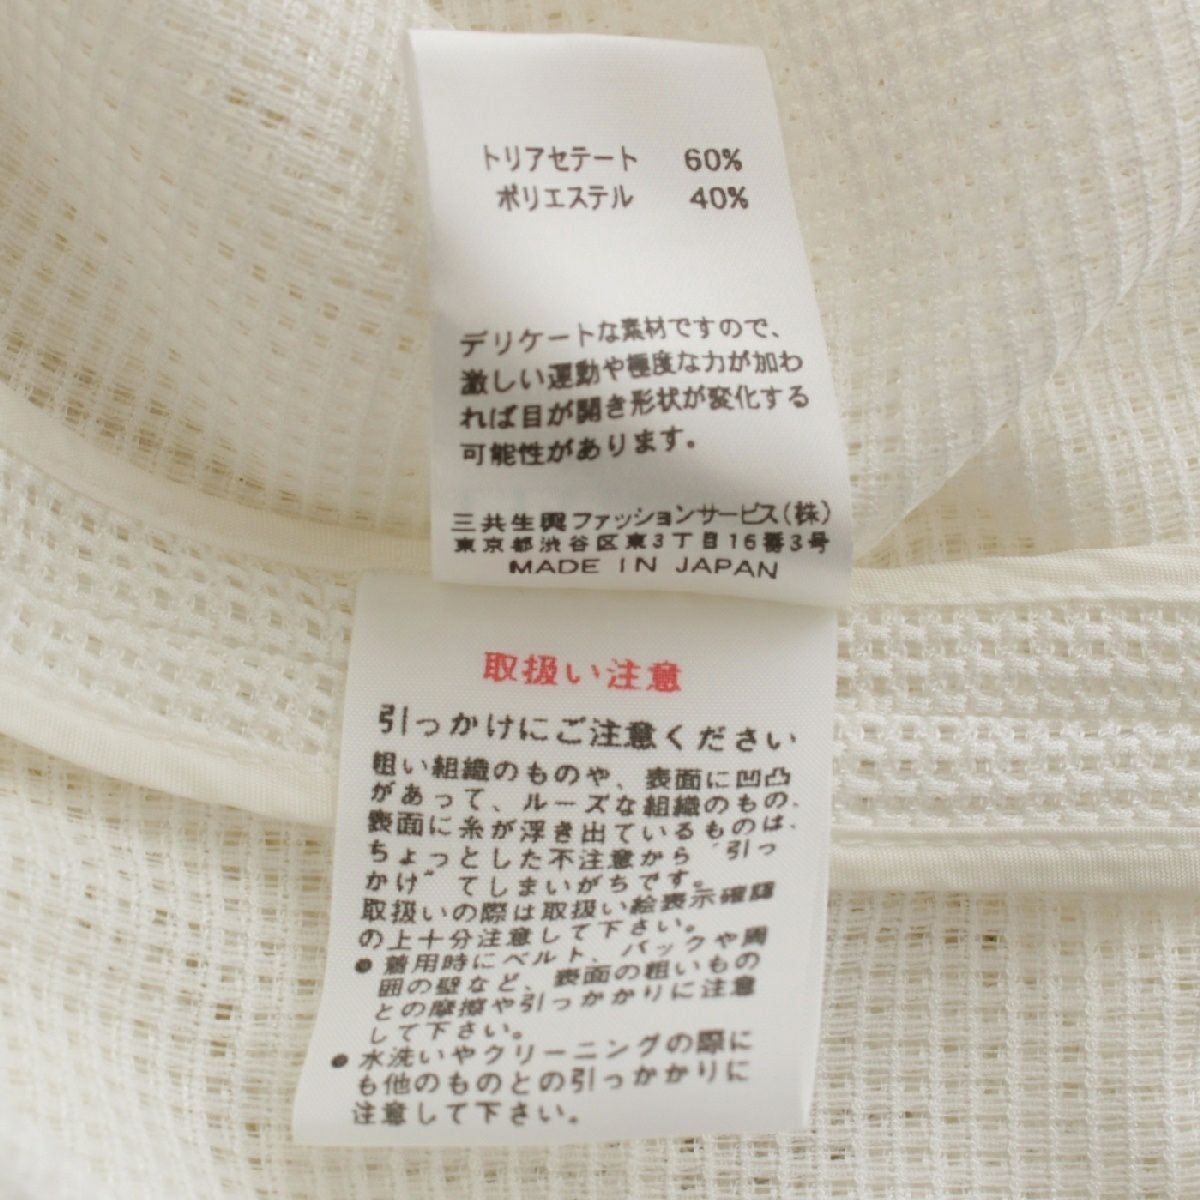 トリアセテート 60%
ポリエステル 40%
デリケートな素材ですので、
激しい運動や極度な力が加わ
れば目が開き形状が変化する
可能性があります。
三共生興ファッションサービス(株)
東京都渋谷区東3丁目16番3号
MADE IN JAPAN
取扱い注意
引っかけにご注意ください
粗い組織のものや、表面に凹凸
があって、ルーズな組織のもの、
表面に糸が浮き出ているものは、
ちょっとした不注意から“引っ
かけ”てしまいがちです。
取扱いの際は取扱い絵表示確認
の上十分注意して下さい。
●着用時にベルト、バックや周
囲の壁など、表面の粗いもの
との摩擦や引っかかりに注意
して下さい。
●水洗いやクリーニングの際に
も他のものとの引っかかりに
注意して下さい。